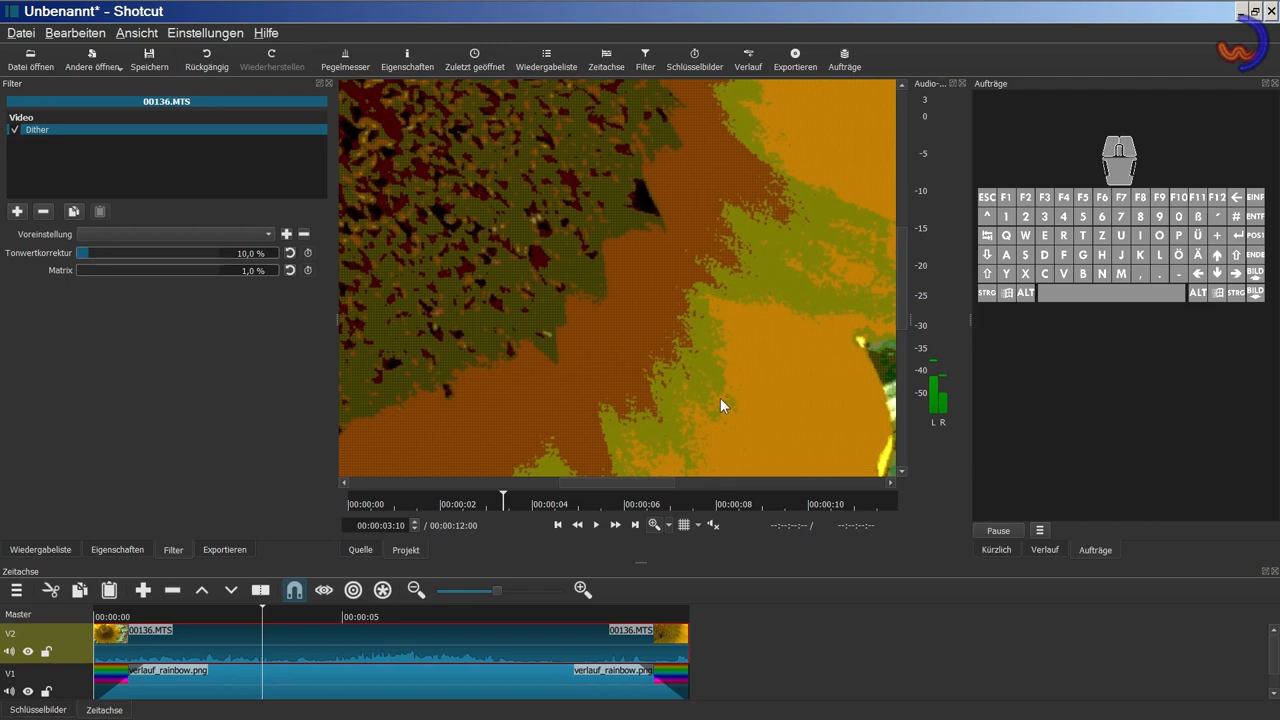 Unbenannt* - Shotcut
Datei Bearbeiten Ansicht Einstellungen Hilfe
Datei öffnen Andere öffnen Speichern Rückgängig Wiederherstellen Pegelmesser Eigenschaften Zuletzt geöffnet Wiedergabeliste Zeitachse Filter Schlüsselbilder Verlauf Exportieren Aufträge
Filter
00136.MTS
Video
Dither
Voreinstellung
Tonwertkorrektur 10,0 %
Matrix 1,0 %
Audio-...
3
0
-5
-10
-15
-20
-25
-30
-35
-40
-50
L R
Aufträge
ESC F1 F2 F3 F4 F5 F6 F7 F8 F9 F10 F11 F12 EINF
^ 1 2 3 4 5 6 7 8 9 0 ß ´ # ENTF
Q W E R T Z U I O P Ü + POS1
A S D F G H J K L Ö Ä ENDE
Y X C V B N M , . - BILD
STRG ALT ALT STRG BILD
00:00:00 00:00:02 00:00:04 00:00:06 00:00:08 00:00:10
00:00:03:10 / 00:00:12:00 --:--:--:-- / --:--:--:--
Pause
Wiedergabeliste Eigenschaften Filter Exportieren
Quelle Projekt
Kürzlich Verlauf Aufträge
Zeitachse
Master
00:00:00 00:00:05
V2
00136.MTS 00136.MTS
V1
verlauf_rainbow.png verlauf_rainbow.png
Schlüsselbilder Zeitachse